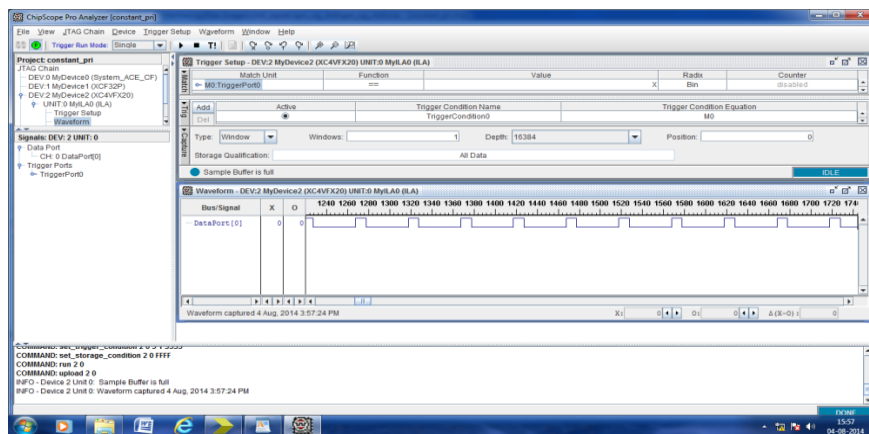 ChipScope Pro Analyzer [constant_pri]
File View JTAG Chain Device Trigger Setup Waveform Window Help
Trigger Run Mode: Single T!
Project: constant_pri
JTAG Chain
DEV:0 MyDevice0 (System_ACE_CF)
DEV:1 MyDevice1 (XCF32P)
DEV:2 MyDevice2 (XC4VFX20)
UNIT:0 MyILA0 (ILA)
Trigger Setup
Waveform
Signals: DEV: 2 UNIT: 0
Data Port
CH: 0 DataPort[0]
Trigger Ports
TriggerPort0
Trigger Setup - DEV:2 MyDevice2 (XC4VFX20) UNIT:0 MyILA0 (ILA)
Match
Match Unit Function Value Radix Counter
M0:TriggerPort0 == X Bin disabled
Trig
Add Active Trigger Condition Name Trigger Condition Equation
Del TriggerCondition0 M0
Capture
Type: Window Windows: 1 Depth: 16384 Position: 0
Storage Qualification: All Data
Sample Buffer is full IDLE
Waveform - DEV:2 MyDevice2 (XC4VFX20) UNIT:0 MyILA0 (ILA)
Bus/Signal X O 1240 1260 1280 1300 1320 1340 1360 1380 1400 1420 1440 1460 1480 1500 1520 1540 1560 1580 1600 1620 1640 1660 1680 1700 1720 174
DataPort[0] 0 0
Waveform captured 4 Aug, 2014 3:57:24 PM X: 0 O: 0 Δ(X-O): 0
COMMAND: set_storage_condition 2 0 FFFF
COMMAND: run 2 0
COMMAND: upload 2 0
INFO - Device 2 Unit 0: Sample Buffer is full
INFO - Device 2 Unit 0: Waveform captured 4 Aug, 2014 3:57:24 PM
DONE
15:57
04-08-2014